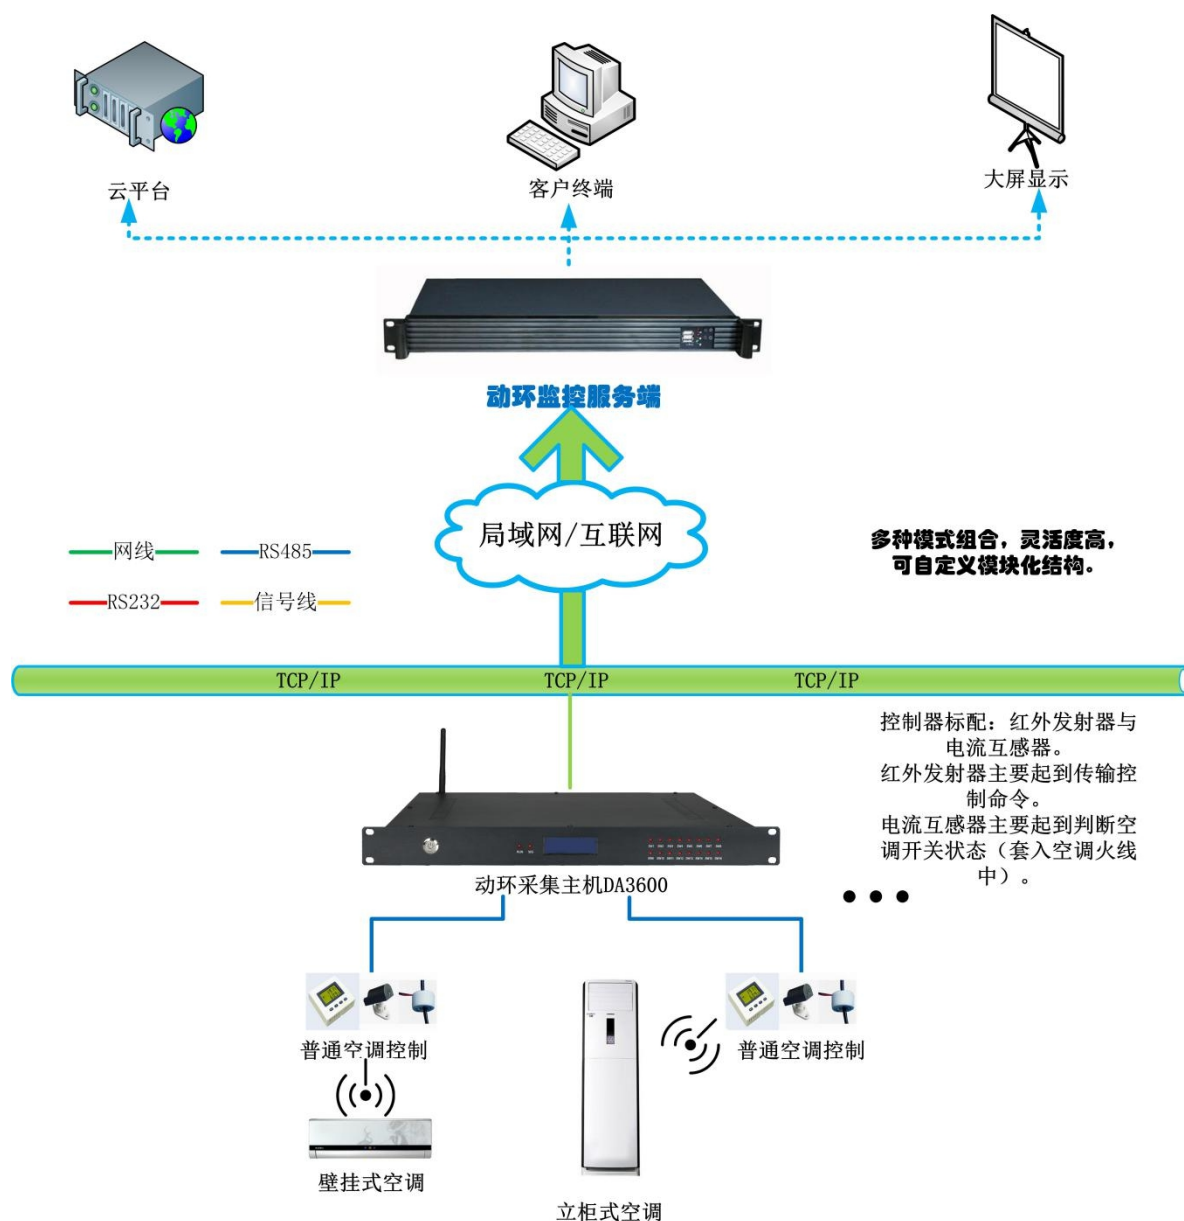 云平台
客户终端
大屏显示
动环监控服务端
局域网/互联网
网线
RS485
RS232
信号线
多种模式组合，灵活度高，
可自定义模块化结构。
TCP/IP
TCP/IP
TCP/IP
控制器标配：红外发射器与
电流互感器。
红外发射器主要起到传输控
制命令。
电流互感器主要起到判断空
调开关状态（套入空调火线
中）。
动环采集主机DA3600
普通空调控制
普通空调控制
壁挂式空调
立柜式空调